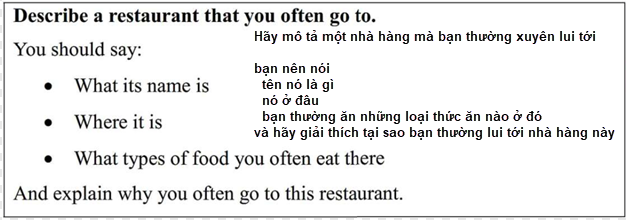 Describe a restaurant that you often go to.
Hãy mô tả một nhà hàng mà bạn thường xuyên lui tới
You should say:
bạn nên nói
• What its name is
tên nó là gì
nó ở đâu
• Where it is
bạn thường ăn những loại thức ăn nào ở đó
và hãy giải thích tại sao bạn thường lui tới nhà hàng này
• What types of food you often eat there
And explain why you often go to this restaurant.